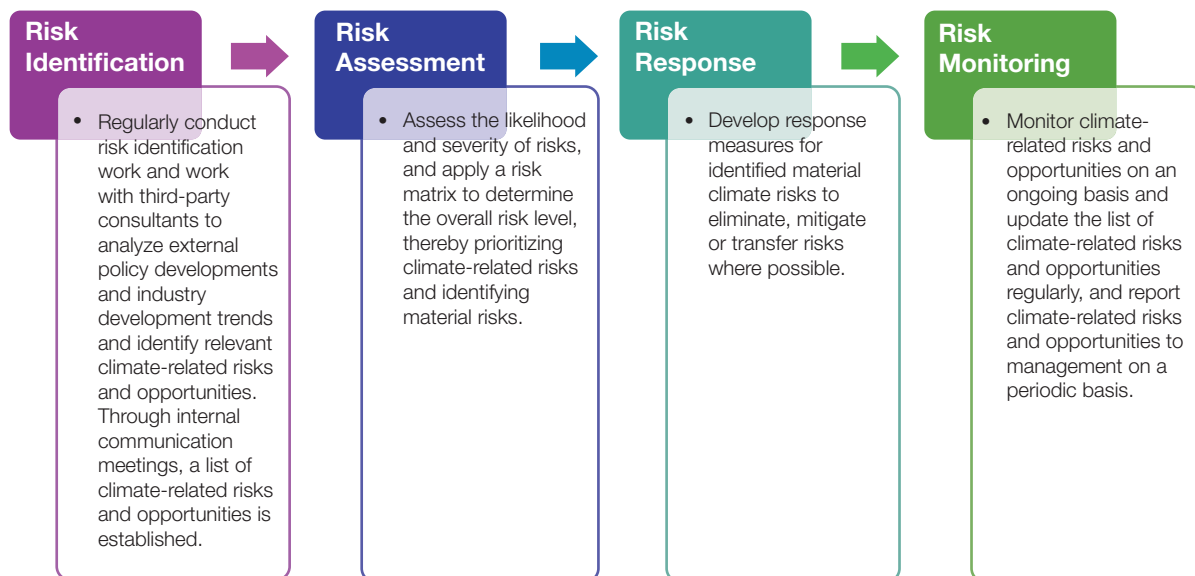 Risk
Identification
• Regularly conduct
risk identification
work and work
with third-party
consultants to
analyze external
policy developments
and industry
development trends
and identify relevant
climate-related risks
and opportunities.
Through internal
communication
meetings, a list of
climate-related risks
and opportunities is
established.
Risk
Assessment
• Assess the likelihood
and severity of risks,
and apply a risk
matrix to determine
the overall risk level,
thereby prioritizing
climate-related risks
and identifying
material risks.
Risk
Response
• Develop response
measures for
identified material
climate risks to
eliminate, mitigate
or transfer risks
where possible.
Risk
Monitoring
• Monitor climate-
related risks and
opportunities on an
ongoing basis and
update the list of
climate-related risks
and opportunities
regularly, and report
climate-related risks
and opportunities to
management on a
periodic basis.